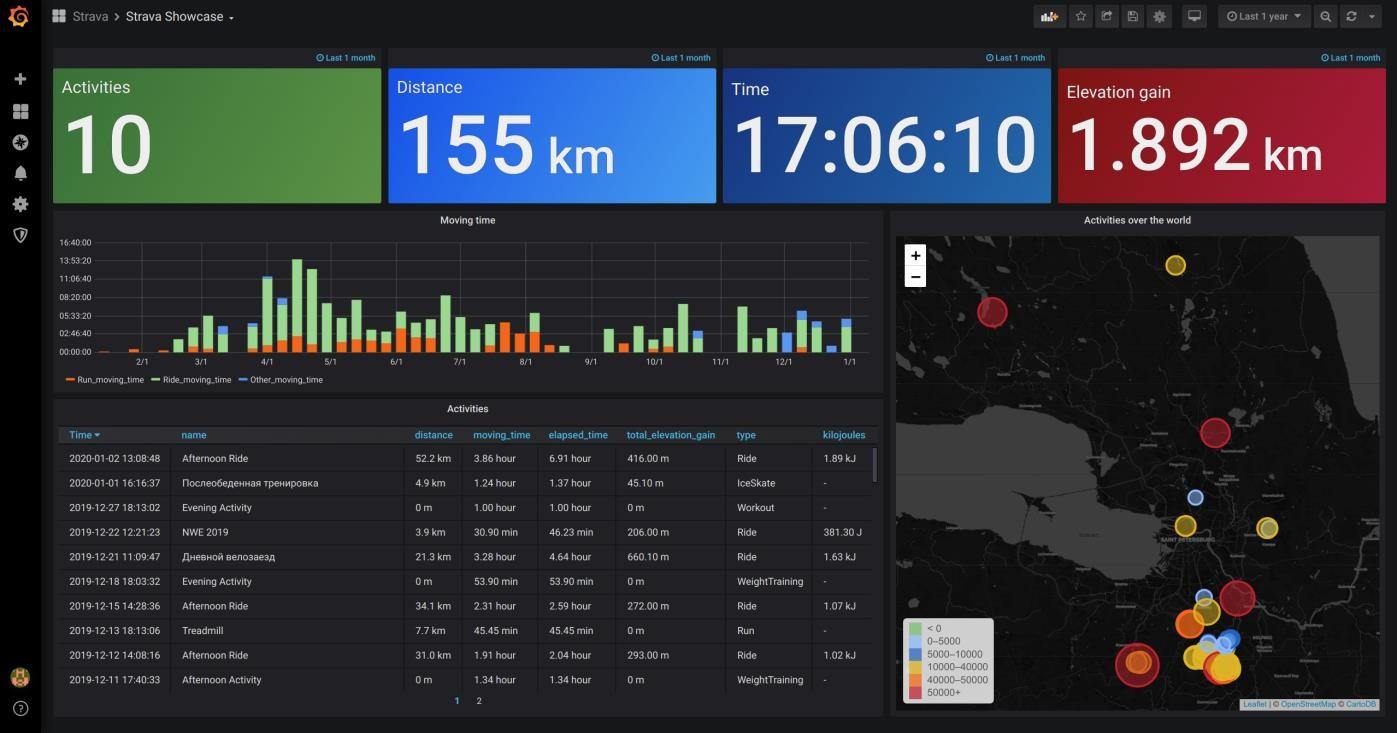 Strava > Strava Showcase
Last 1 year
Last 1 month
Last 1 month
Last 1 month
Last 1 month
Activities
10
Distance
155 km
Time
17:06:10
Elevation gain
1.892 km
Moving time
16:40:00
13:53:20
11:06:40
08:20:00
05:33:20
02:46:40
00:00:00
2/1 3/1 4/1 5/1 6/1 7/1 8/1 9/1 10/1 11/1 12/1 1/1
Run_moving_time Ride_moving_time Other_moving_time
Activities
Time name distance moving_time elapsed_time total_elevation_gain type kilojoules
2020-01-02 13:08:48 Afternoon Ride 52.2 km 3.86 hour 6.91 hour 416.00 m Ride 1.89 kJ
2020-01-01 16:16:37 Послеобеденная тренировка 4.9 km 1.24 hour 1.37 hour 45.10 m IceSkate -
2019-12-27 18:13:02 Evening Activity 0 m 1.00 hour 1.00 hour 0 m Workout -
2019-12-22 12:21:23 NWE 2019 3.9 km 30.90 min 46.23 min 206.00 m Ride 381.30 J
2019-12-21 11:09:47 Дневной велозаезд 21.3 km 3.28 hour 4.64 hour 660.10 m Ride 1.63 kJ
2019-12-18 18:03:32 Evening Activity 0 m 53.90 min 53.90 min 0 m WeightTraining -
2019-12-15 14:28:36 Afternoon Ride 34.1 km 2.31 hour 2.59 hour 272.00 m Ride 1.07 kJ
2019-12-13 18:13:06 Treadmill 7.7 km 45.45 min 45.45 min 0 m Run -
2019-12-12 14:08:16 Afternoon Ride 31.0 km 1.91 hour 2.04 hour 293.00 m Ride 1.02 kJ
2019-12-11 17:40:33 Afternoon Activity 0 m 1.34 hour 1.34 hour 0 m WeightTraining -
1 2
Activities over the world
+
−
SAINT PETERSBURG
< 0
0–5000
5000–10000
10000–40000
40000–50000
50000+
Leaflet | © OpenStreetMap © CartoDB